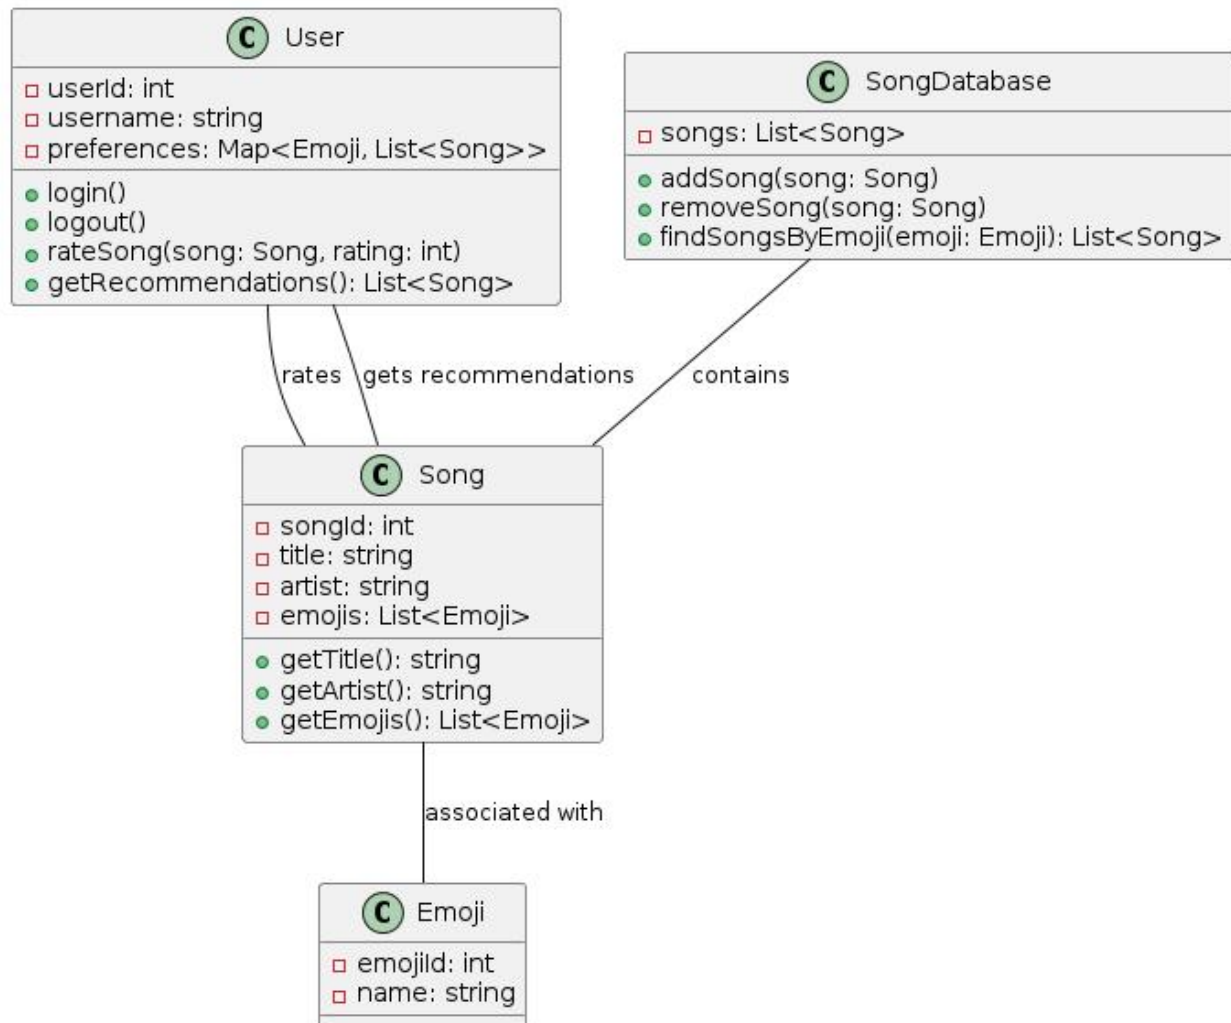 C User
userId: int
username: string
preferences: Map<Emoji, List<Song>>
login()
logout()
rateSong(song: Song, rating: int)
getRecommendations(): List<Song>
C SongDatabase
songs: List<Song>
addSong(song: Song)
removeSong(song: Song)
findSongsByEmoji(emoji: Emoji): List<Song>
rates
gets recommendations
contains
C Song
songId: int
title: string
artist: string
emojis: List<Emoji>
getTitle(): string
getArtist(): string
getEmojis(): List<Emoji>
associated with
C Emoji
emojiId: int
name: string